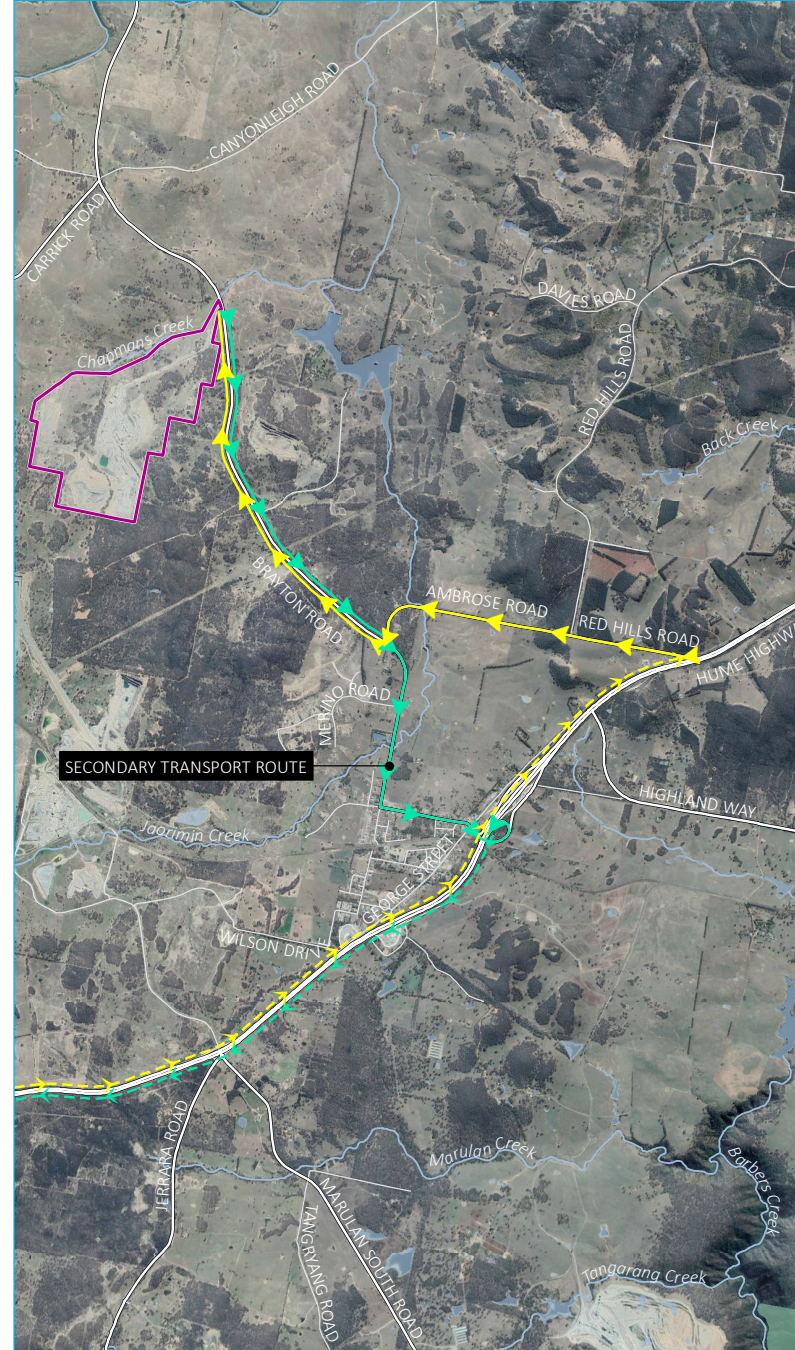 CANYONLEIGH ROAD
CARRICK ROAD
DAVIES ROAD
Chapmans Creek
RED HILLS ROAD
Back Creek
BRAYTON ROAD
AMBROSE ROAD
RED HILLS ROAD
HUME HIGHW
MERINO ROAD
SECONDARY TRANSPORT ROUTE
HIGHLAND WAY
Jaorimin Creek
GEORGE STREET
WILSON DRIVE
JERRARA ROAD
Marulan Creek
Barbers Creek
MARULAN SOUTH ROAD
TANGRYANG ROAD
Tangarang Creek